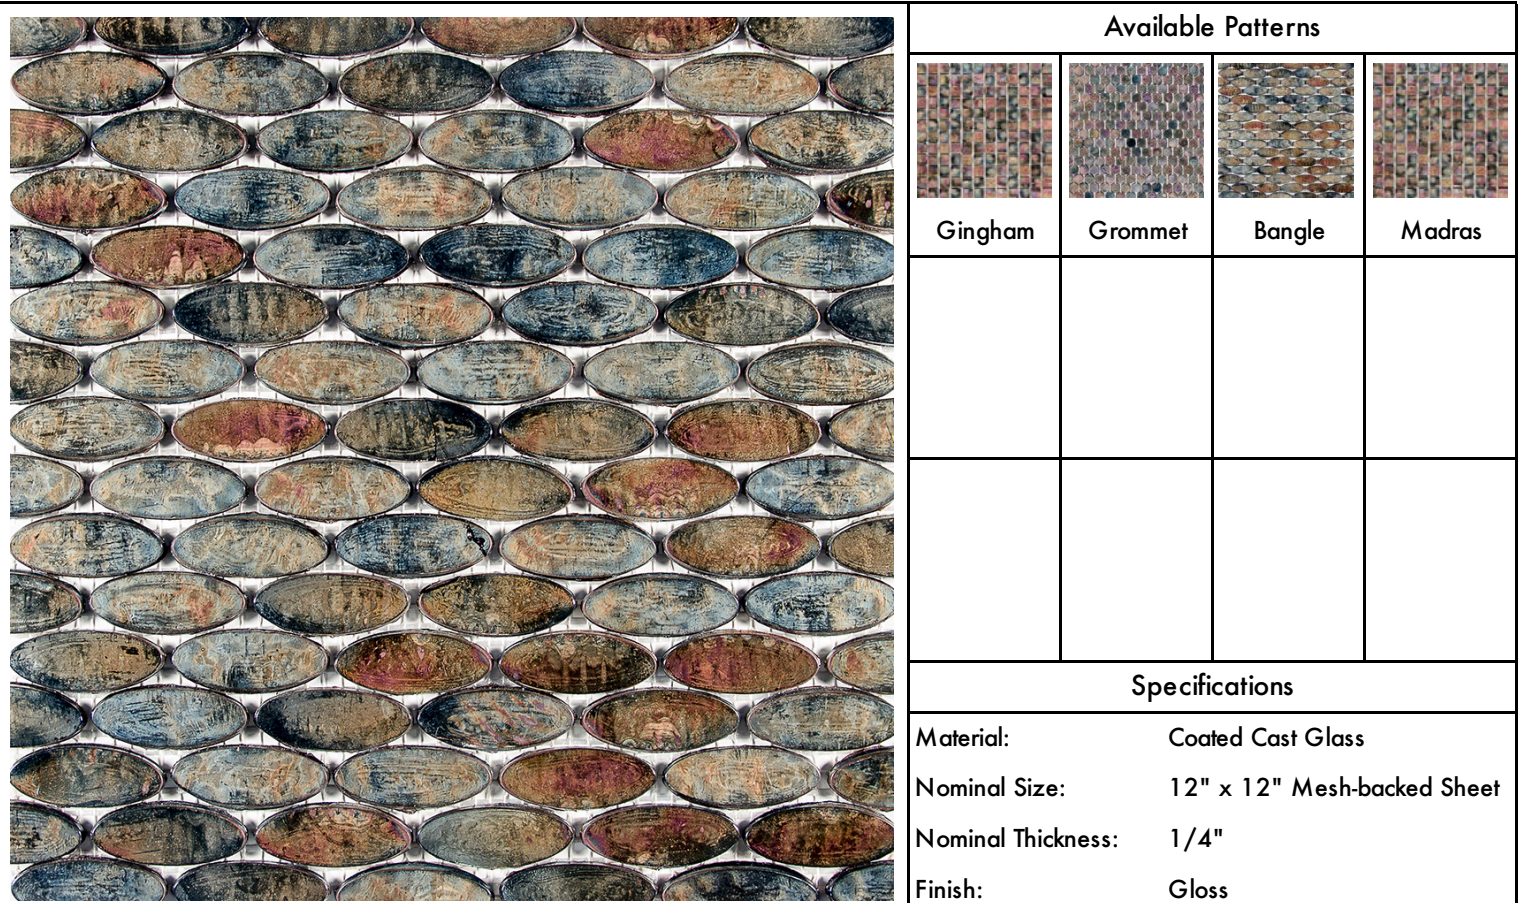 Available Patterns
Gingham
Grommet
Bangle
Madras
Specifications
Material: Coated Cast Glass
Nominal Size: 12" x 12" Mesh-backed Sheet
Nominal Thickness: 1/4"
Finish: Gloss